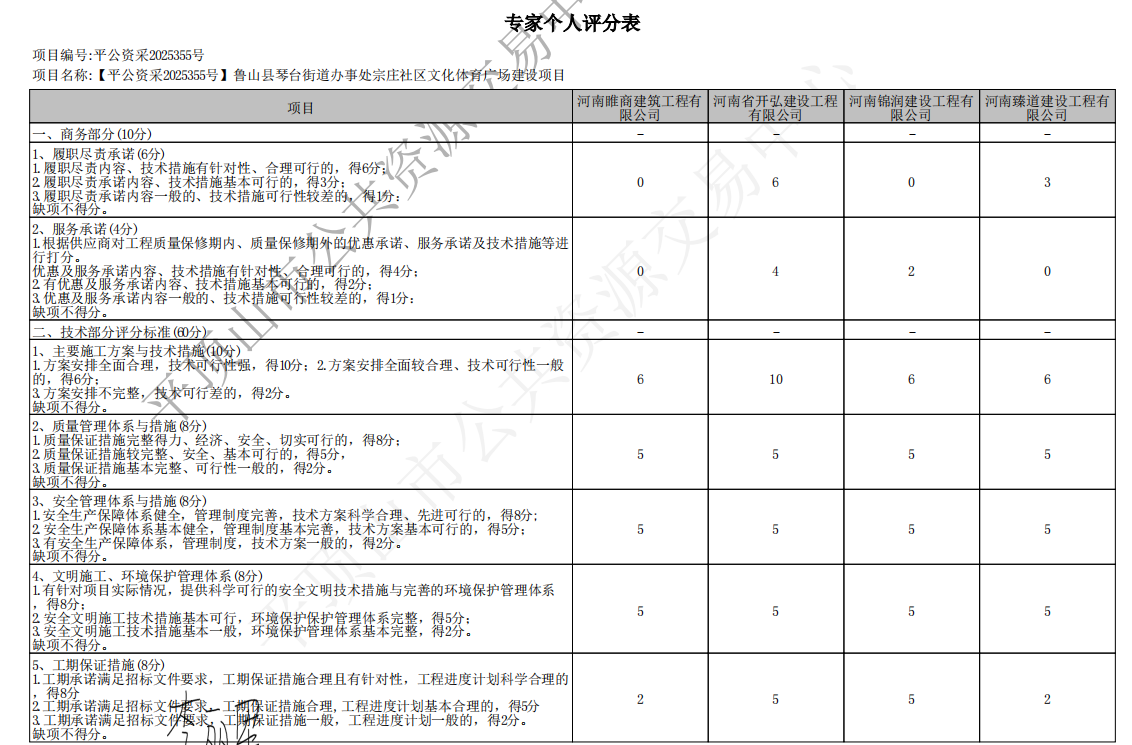 专家个人评分表
项目编号:平公资采2025355号
项目名称:【平公资采2025355号】鲁山县琴台街道办事处宗庄社区文化体育广场建设项目
项目 河南睢商建筑工程有限公司 河南省开弘建设工程有限公司 河南锦润建设工程有限公司 河南臻道建设工程有限公司
一、商务部分(10分) – – – –
1、履职尽责承诺(6分)
1.履职尽责内容、技术措施有针对性、合理可行的，得6分；
2.履职尽责承诺内容、技术措施基本可行的，得3分；
3.履职尽责承诺内容一般的、技术措施可行性较差的，得1分：
缺项不得分。
0 6 0 3
2、服务承诺(4分)
1.根据供应商对工程质量保修期内、质量保修期外的优惠承诺、服务承诺及技术措施等进
行打分。
优惠及服务承诺内容、技术措施有针对性、合理可行的，得4分；
2.有优惠及服务承诺内容、技术措施基本可行的，得2分；
3.优惠及服务承诺内容一般的、技术措施可行性较差的，得1分：
缺项不得分。
0 4 2 0
二、技术部分评分标准(60分) – – – –
1、主要施工方案与技术措施(10分)
1.方案安排全面合理，技术可行性强，得10分；2.方案安排全面较合理、技术可行性一般
的，得6分；
3.方案安排不完整，技术可行差的，得2分。
缺项不得分。
6 10 6 6
2、质量管理体系与措施(8分)
1.质量保证措施完整得力、经济、安全、切实可行的，得8分；
2.质量保证措施较完整、安全、基本可行的，得5分，
3.质量保证措施基本完整、可行性一般的，得2分。
缺项不得分。
5 5 5 5
3、安全管理体系与措施(8分)
1.安全生产保障体系健全，管理制度完善，技术方案科学合理、先进可行的，得8分；
2.安全生产保障体系基本健全，管理制度基本完善，技术方案基本可行的，得5分；
3.有安全生产保障体系，管理制度，技术方案一般的，得2分。
缺项不得分。
5 5 5 5
4、文明施工、环境保护管理体系(8分)
1.有针对项目实际情况，提供科学可行的安全文明技术措施与完善的环境保护管理体系
，得8分；
2.安全文明施工技术措施基本可行，环境保护保护管理体系完整，得5分；
3.安全文明施工技术措施基本一般，环境保护管理体系基本完整，得2分。
缺项不得分。
5 5 5 5
5、工期保证措施(8分)
1.工期承诺满足招标文件要求，工期保证措施合理且有针对性，工程进度计划科学合理的
，得8分
2.工期承诺满足招标文件要求，工期保证措施合理,工程进度计划基本合理的，得5分
3.工期承诺满足招标文件要求，工期保证措施一般，工程进度计划一般的，得2分。
缺项不得分。
2 5 5 2
平顶山市公共资源交易中
平顶山市公共资源交易中心